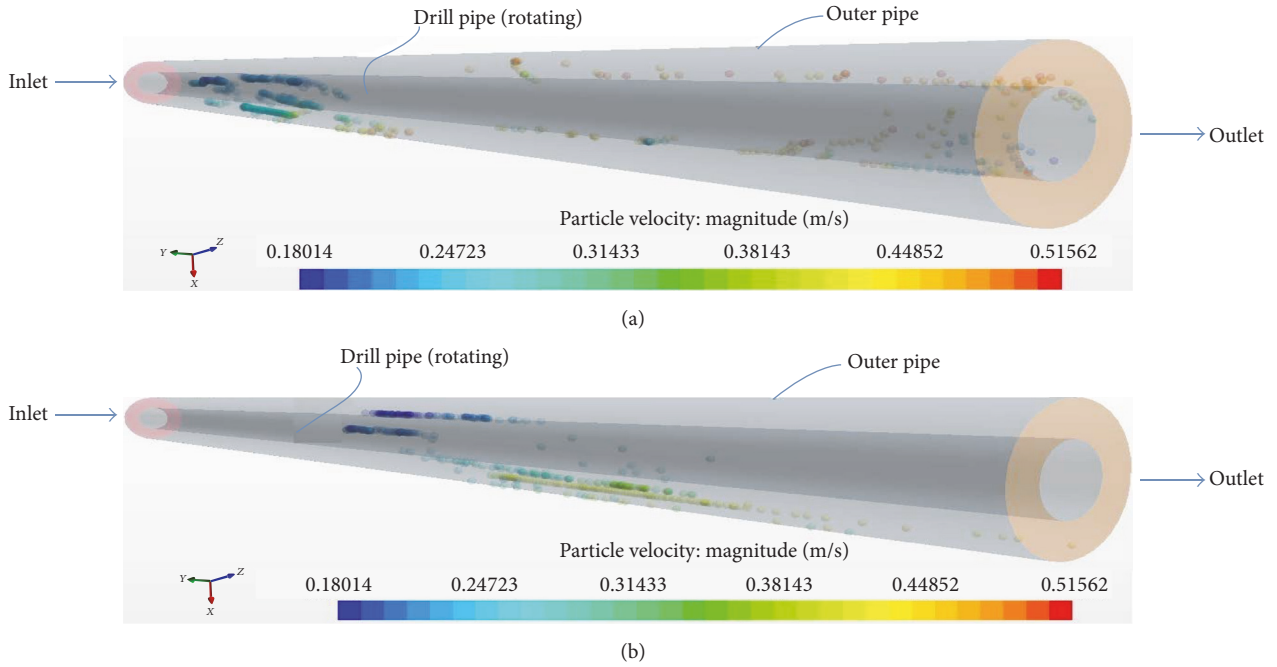 Drill pipe (rotating)
Outer pipe
Inlet
Outlet
Particle velocity: magnitude (m/s)
Y Z X
0.18014 0.24723 0.31433 0.38143 0.44852 0.51562
(a)
Drill pipe (rotating)
Outer pipe
Inlet
Outlet
Particle velocity: magnitude (m/s)
Y Z X
0.18014 0.24723 0.31433 0.38143 0.44852 0.51562
(b)